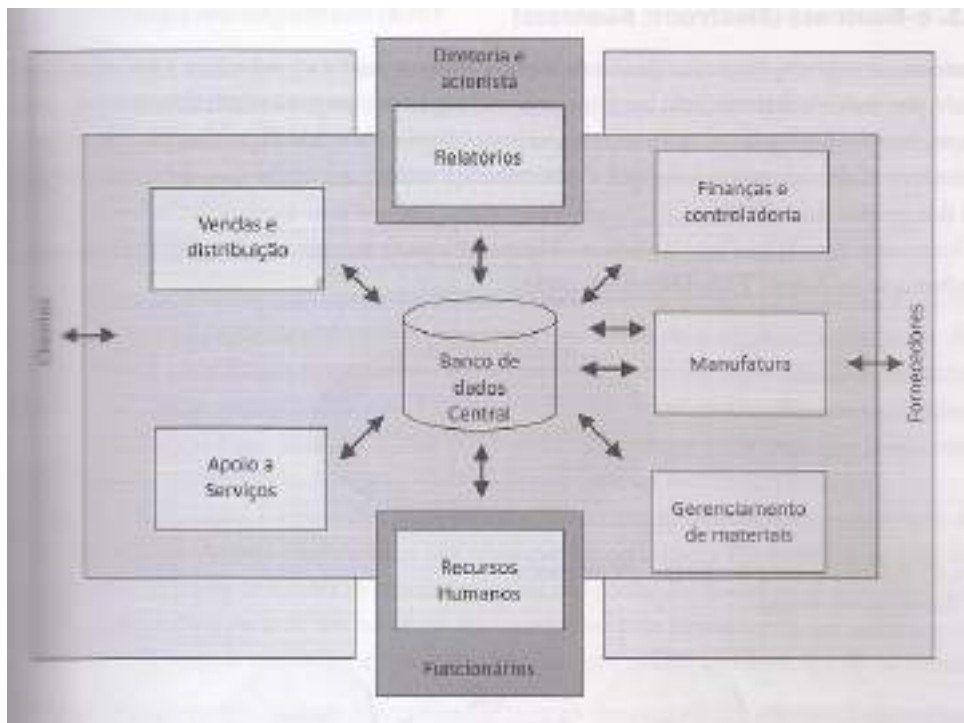 Diretoria e
acionista
Relatórios
Vendas e
distribuição
Finanças e
controladoria
Banco de
dados
Central
Manufatura
Fornecedores
Apoio a
Serviços
Gerenciamento
de materiais
Recursos
Humanos
Funcionários